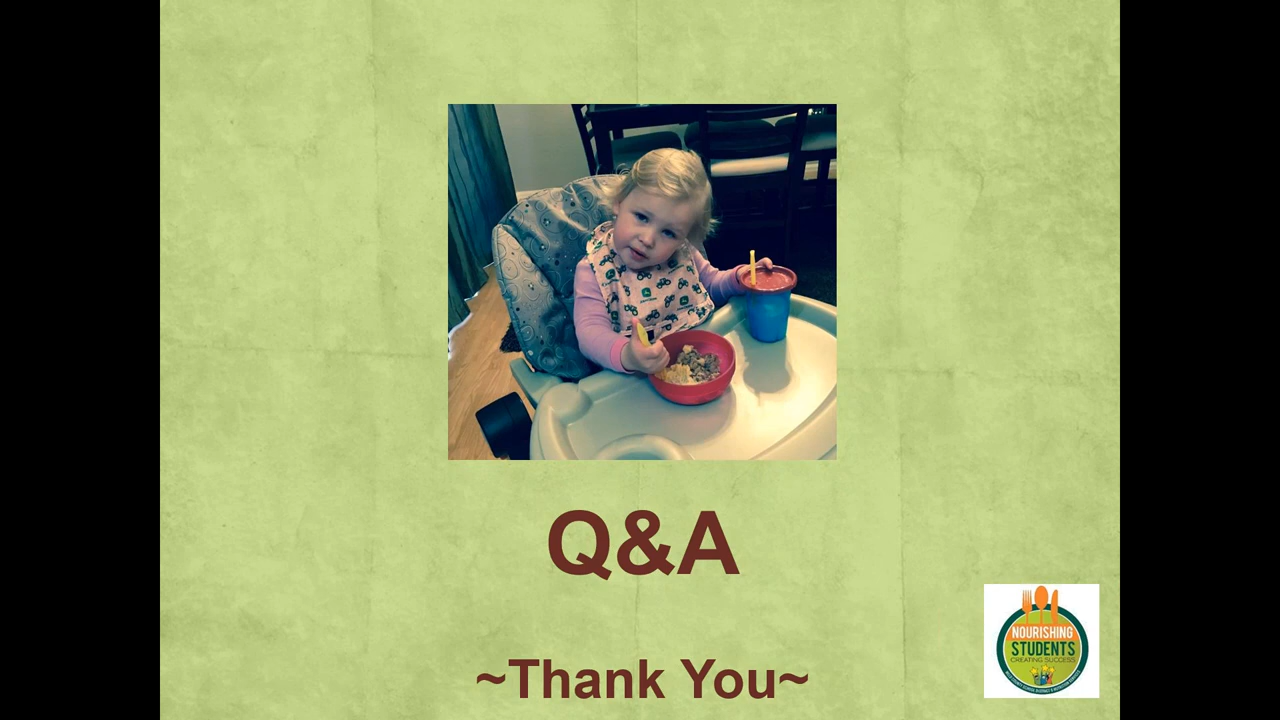 Q&A
~Thank You~
NOURISHING
STUDENTS
CREATING SUCCESS